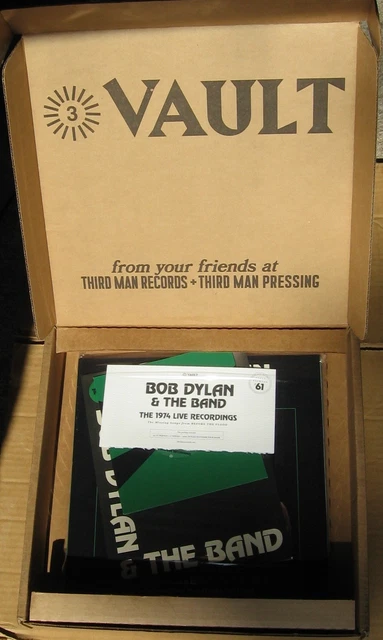 3 VAULT
from your friends at
THIRD MAN RECORDS + THIRD MAN PRESSING
BOB DYLAN
& THE BAND
61
THE 1974 LIVE RECORDINGS
DYLAN
& THE BAND